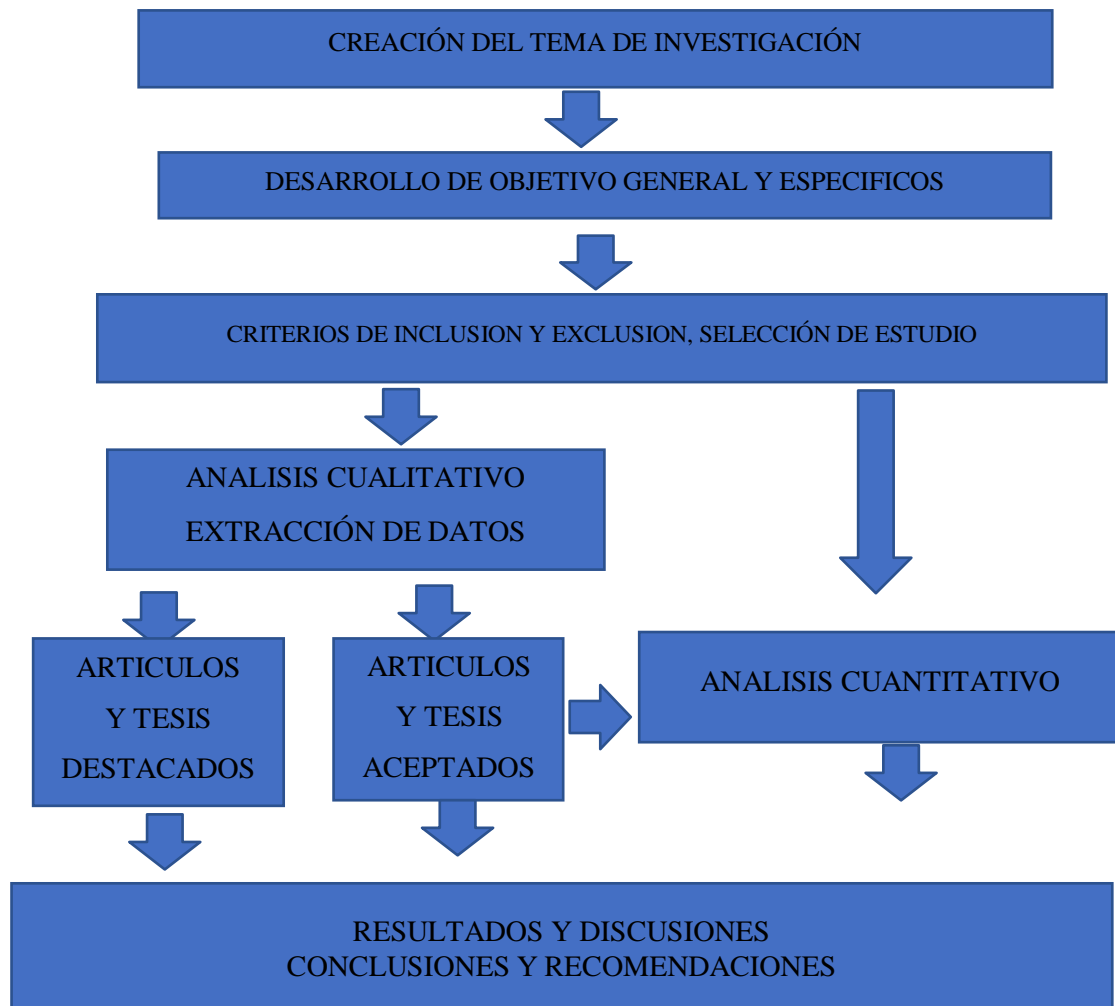 CREACIÓN DEL TEMA DE INVESTIGACIÓN
DESARROLLO DE OBJETIVO GENERAL Y ESPECIFICOS
CRITERIOS DE INCLUSION Y EXCLUSION, SELECCIÓN DE ESTUDIO
ANALISIS CUALITATIVO
EXTRACCIÓN DE DATOS
ARTICULOS
Y TESIS
DESTACADOS
ARTICULOS
Y TESIS
ACEPTADOS
ANALISIS CUANTITATIVO
RESULTADOS Y DISCUSIONES
CONCLUSIONES Y RECOMENDACIONES